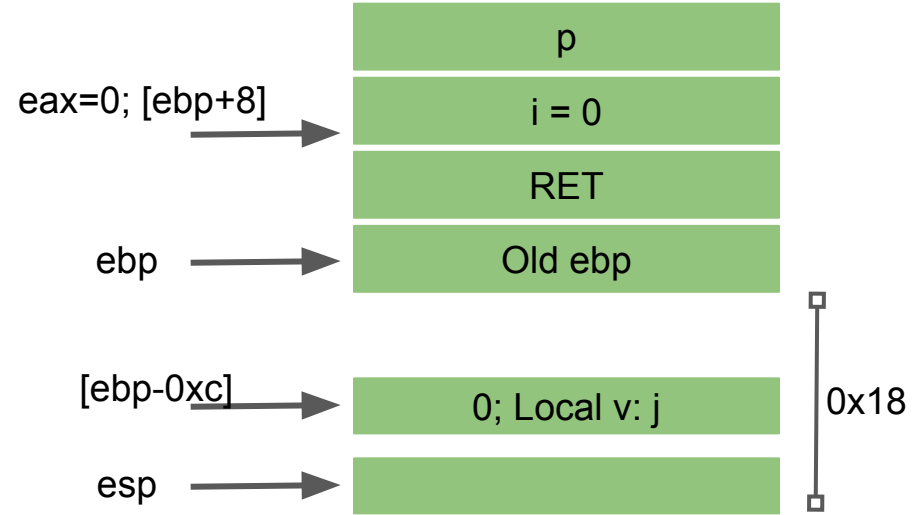 p
eax=0; [ebp+8]
i = 0
RET
ebp
Old ebp
[ebp-0xc]
0; Local v: j
0x18
esp